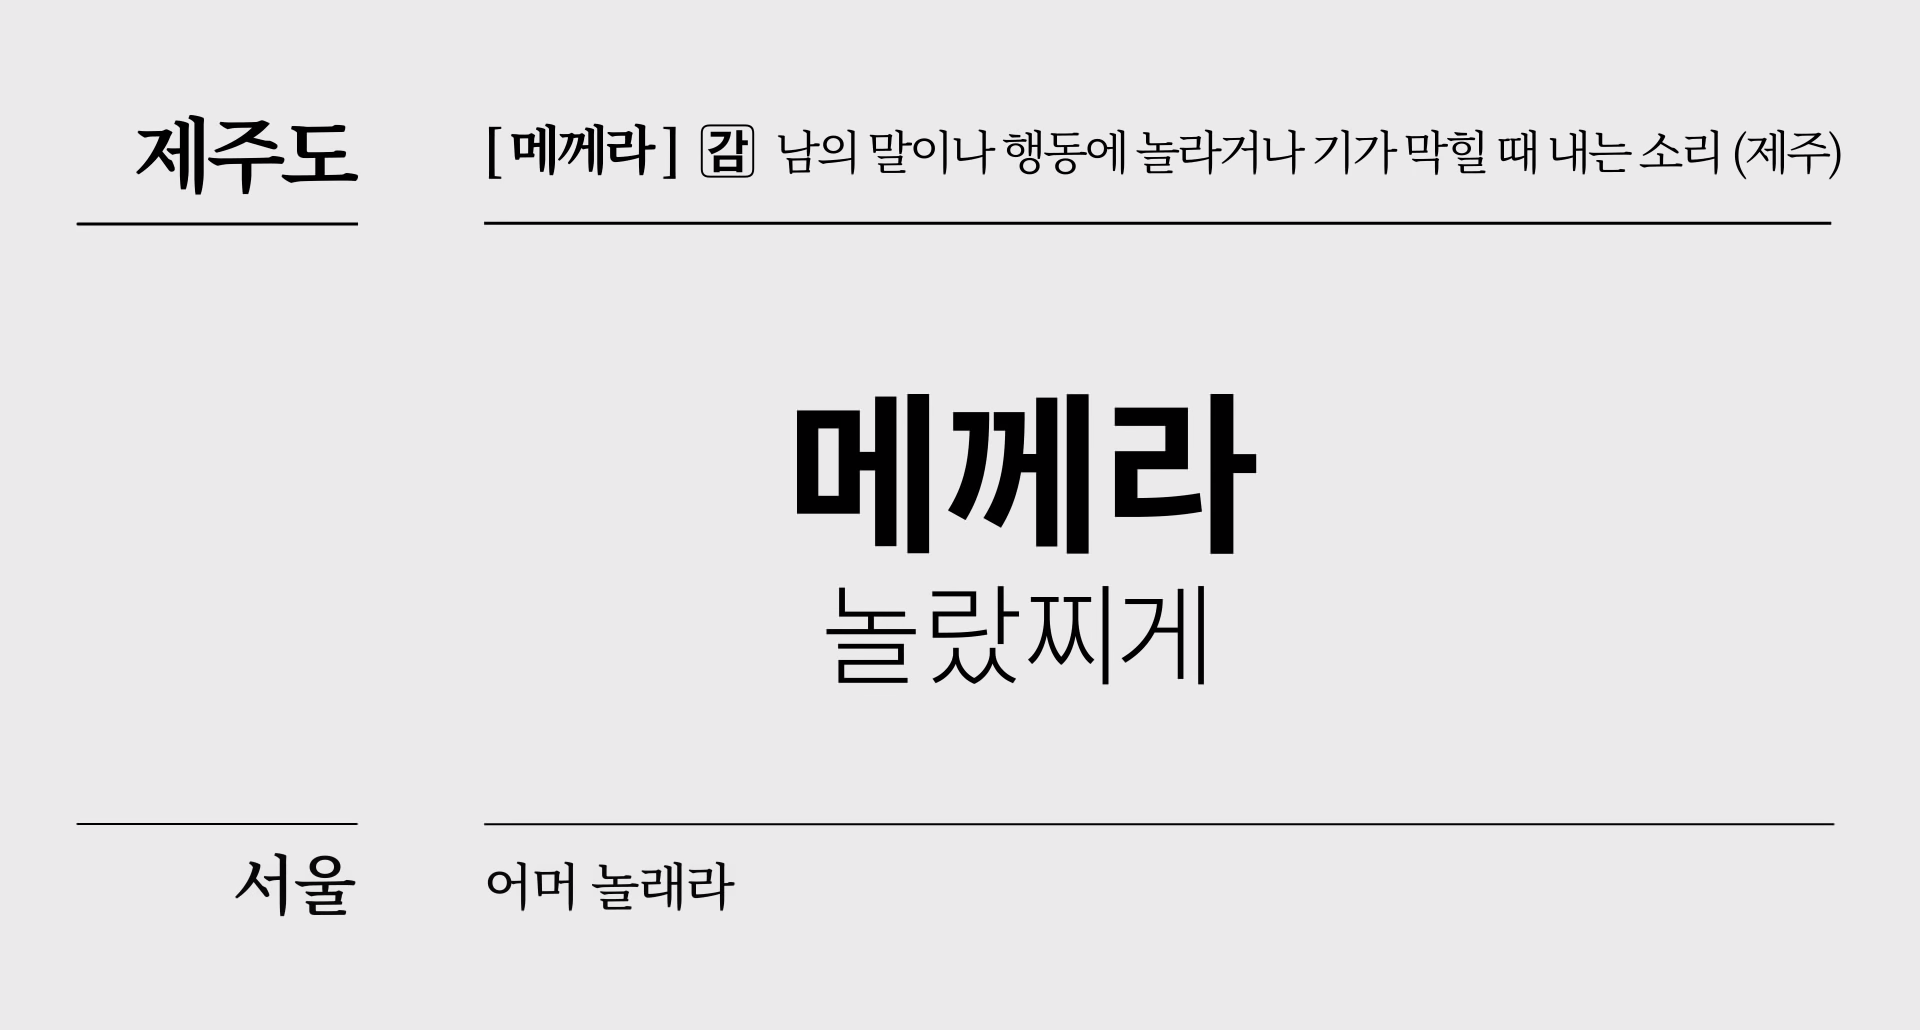 제주도
[메께라] 감 남의 말이나 행동에 놀라거나 기가 막힐 때 내는 소리 (제주)
메께라
놀랐찌게
서울
어머 놀래라